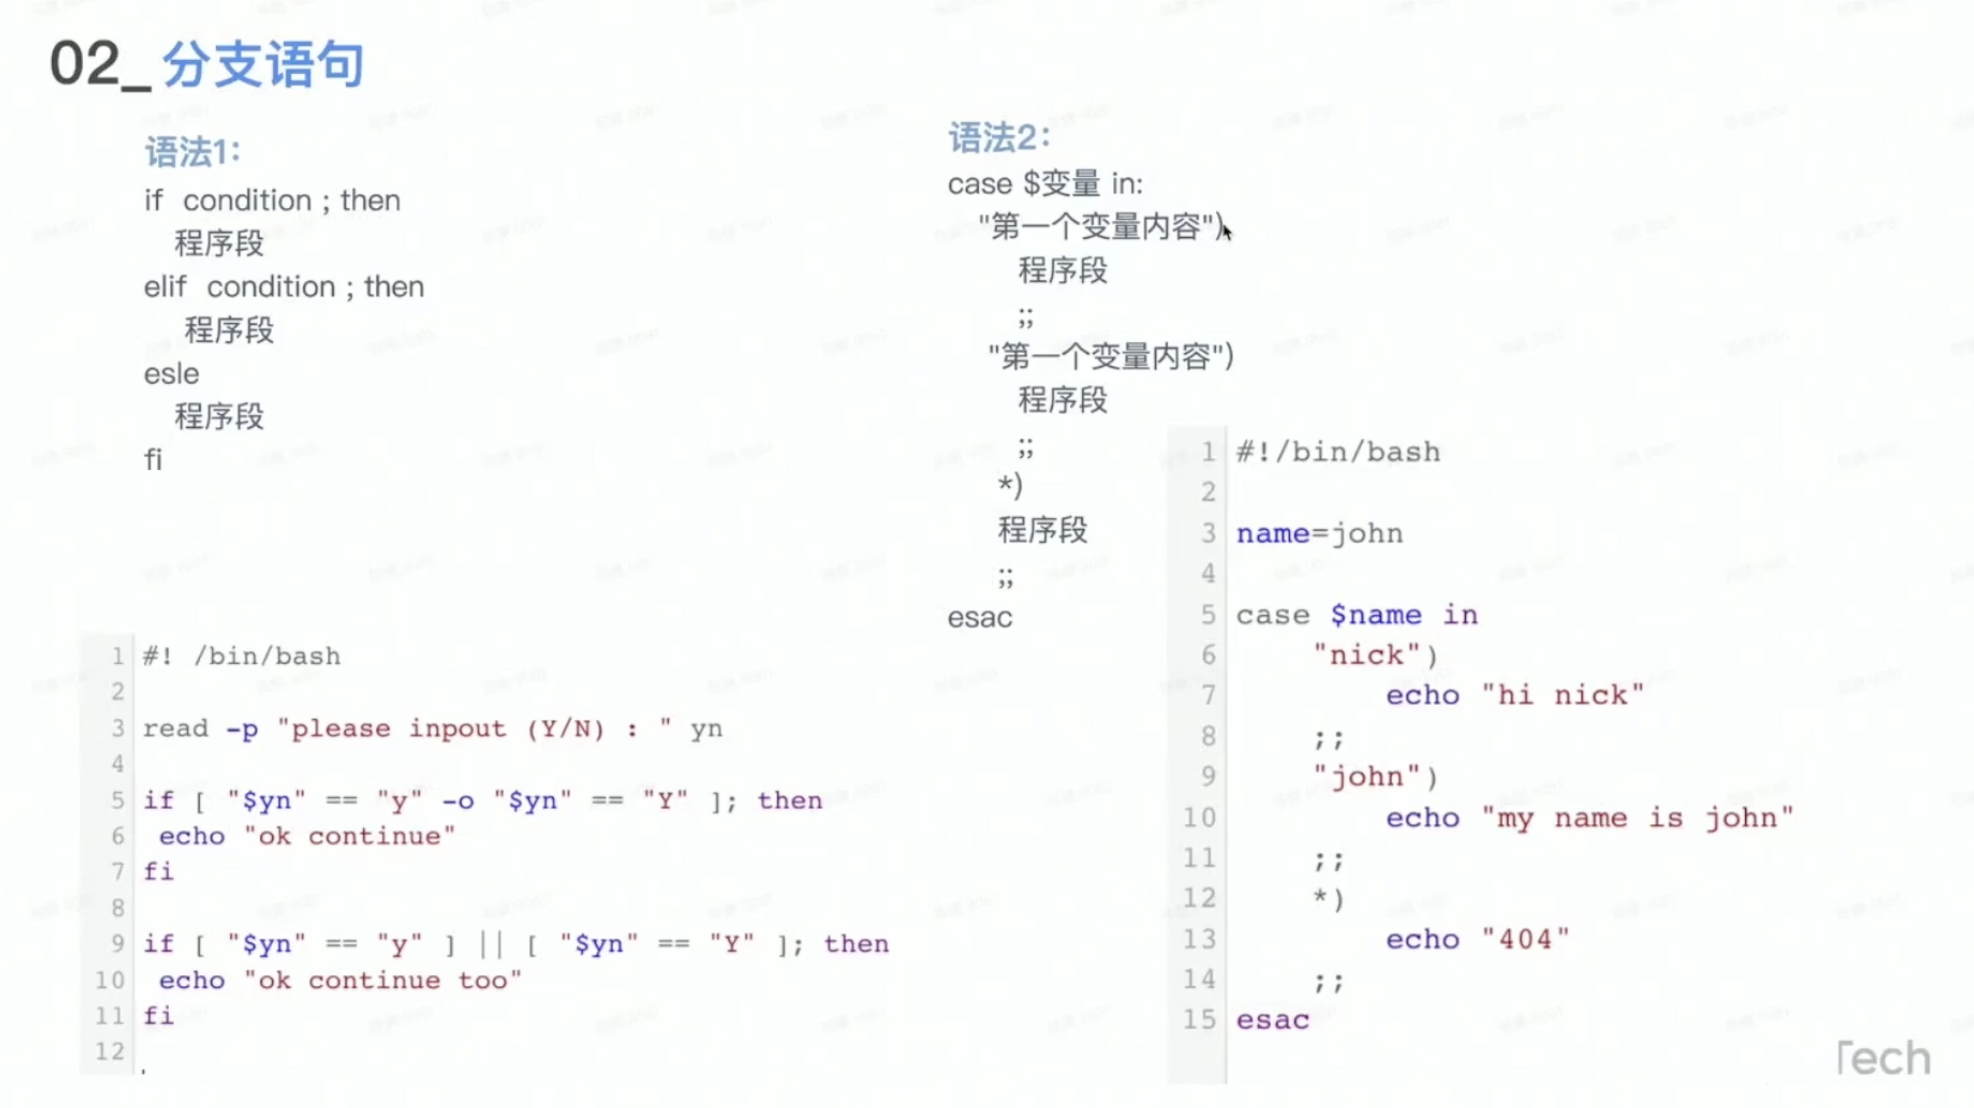 02_分支语句
语法1:
if condition ; then
程序段
elif condition ; then
程序段
esle
程序段
fi
1 #! /bin/bash
2
3 read -p "please inpout (Y/N) : " yn
4
5 if [ "$yn" == "y" -o "$yn" == "Y" ]; then
6 echo "ok continue"
7 fi
8
9 if [ "$yn" == "y" ] || [ "$yn" == "Y" ]; then
10 echo "ok continue too"
11 fi
12
语法2:
case $变量 in:
"第一个变量内容")
程序段
;;
"第一个变量内容")
程序段
;;
*)
程序段
;;
esac
1 #!/bin/bash
2
3 name=john
4
5 case $name in
6 "nick")
7 echo "hi nick"
8 ;;
9 "john")
10 echo "my name is john"
11 ;;
12 *)
13 echo "404"
14 ;;
15 esac
Tech